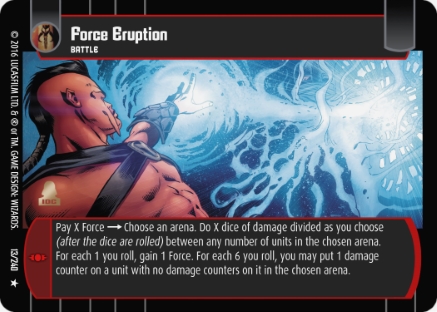 Force Eruption
BATTLE
© 2016 LUCASFILM LTD. & ® or TM. GAME DESIGN: WIZARDS
Pay X Force → Choose an arena. Do X dice of damage divided as you choose
(after the dice are rolled) between any number of units in the chosen arena.
For each 1 you roll, gain 1 Force. For each 6 you roll, you may put 1 damage
counter on a unit with no damage counters on it in the chosen arena.